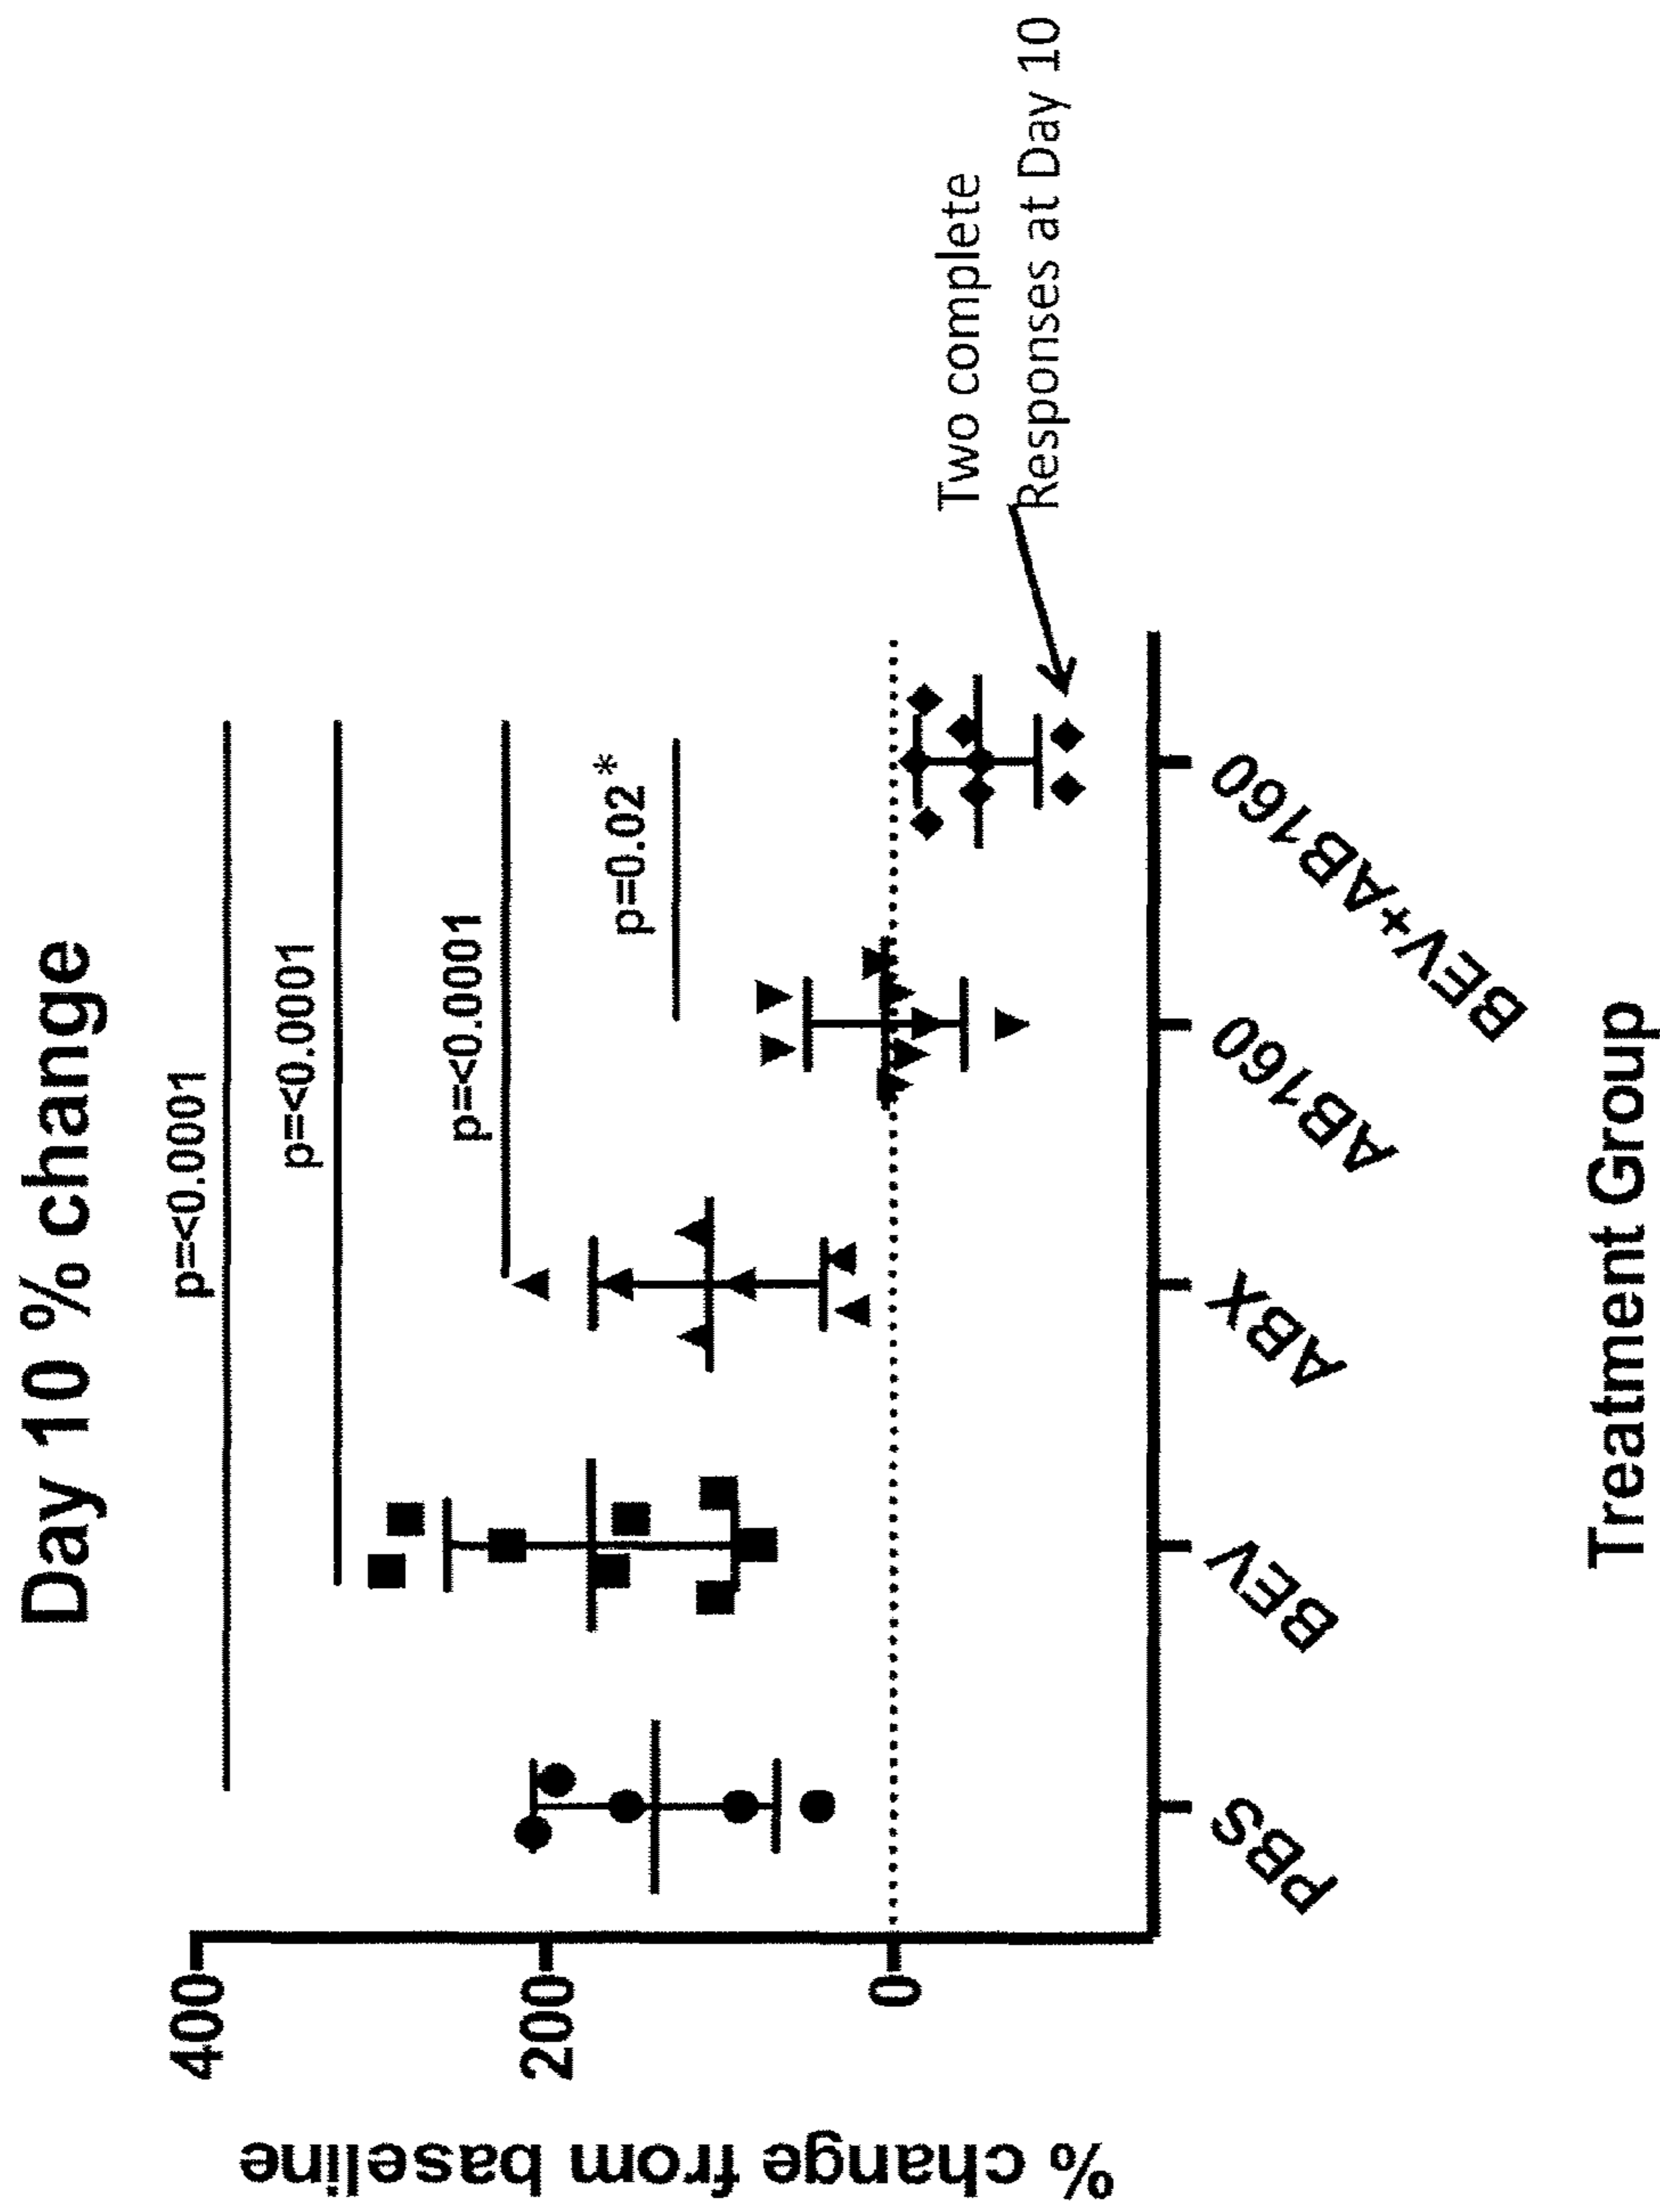 Day 10 % change
p=<0.0001
p=<0.0001
p=<0.0001
p=0.02*
400
200
0
% change from baseline
Two complete
Responses at Day 10
PBS
BEV
ABX
AB160
BEV+AB160
Treatment Group